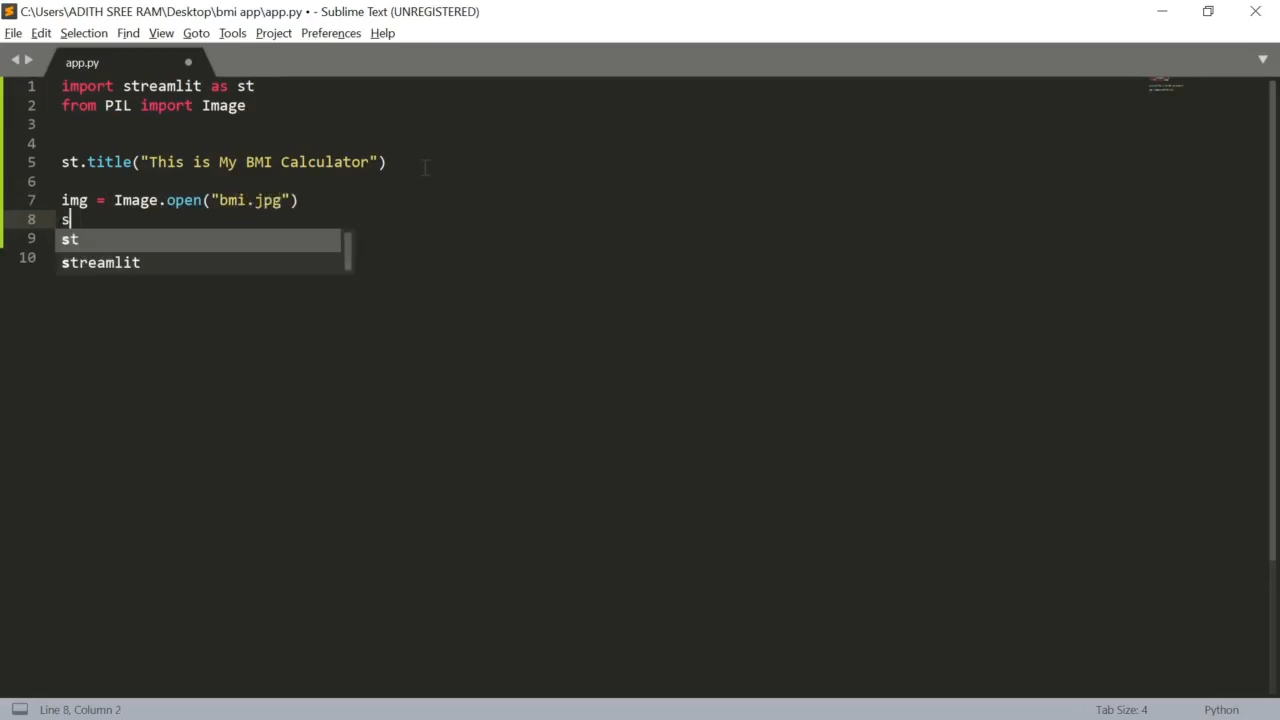 C:\Users\ADITH SREE RAM\Desktop\bmi app\app.py • - Sublime Text (UNREGISTERED)
File Edit Selection Find View Goto Tools Project Preferences Help
app.py
1 import streamlit as st
2 from PIL import Image
3
4
5 st.title("This is My BMI Calculator")
6
7 img = Image.open("bmi.jpg")
8 s
9 st
streamlit
10
Line 8, Column 2 Tab Size: 4 Python